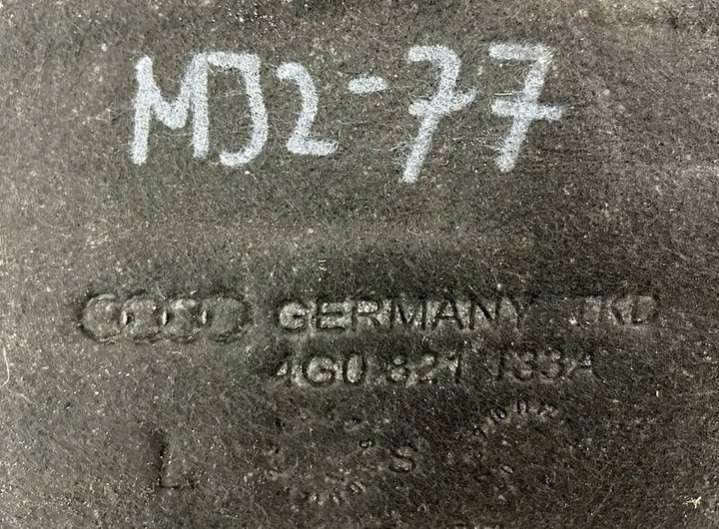 MJ2-77
GERMANY TKD
4G0 821 133A
L S